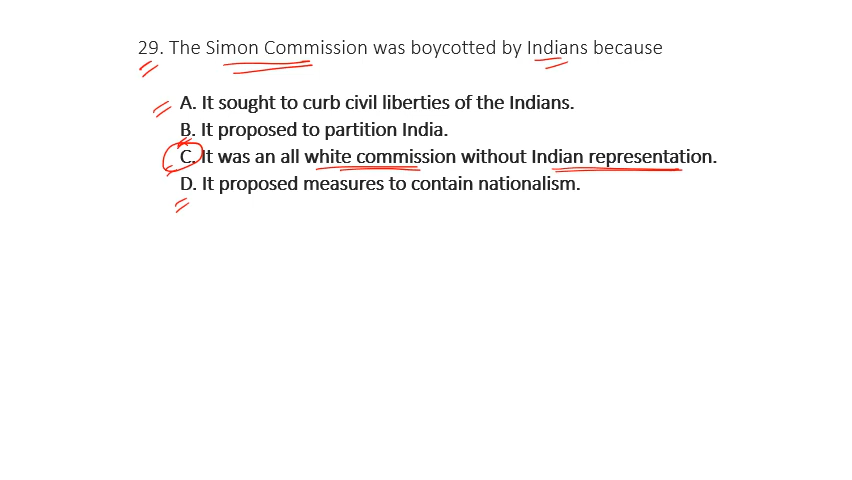 29. The Simon Commission was boycotted by Indians because
A. It sought to curb civil liberties of the Indians.
B. It proposed to partition India.
C. It was an all white commission without Indian representation.
D. It proposed measures to contain nationalism.